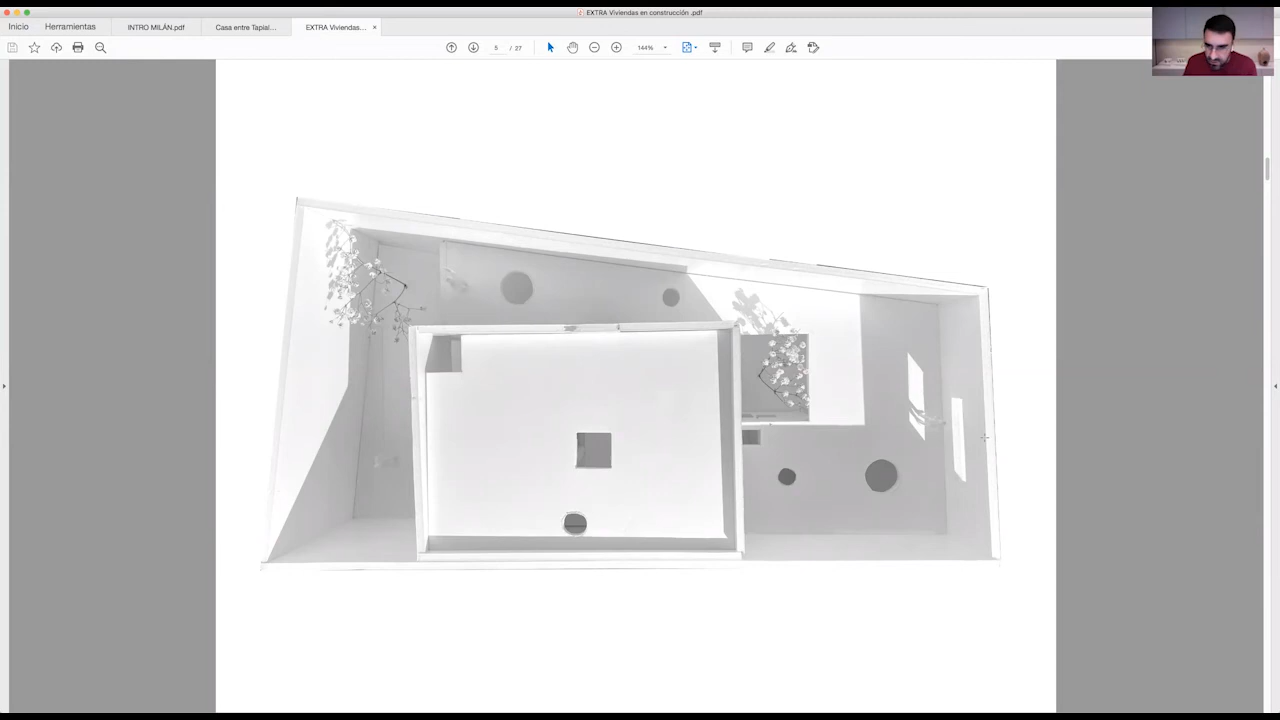 EXTRA Viviendas en construcción .pdf
Inicio Herramientas INTRO MILÁN.pdf Casa entre Tapial... EXTRA Viviendas... ×
5 / 27 144%